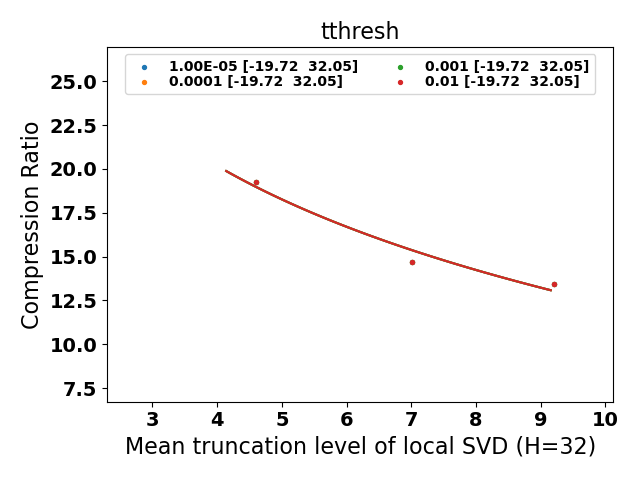 tthresh
1.00E-05 [-19.72  32.05]
0.0001 [-19.72  32.05]
0.001 [-19.72  32.05]
0.01 [-19.72  32.05]
Compression Ratio
25.0
22.5
20.0
17.5
15.0
12.5
10.0
7.5
3 4 5 6 7 8 9 10
Mean truncation level of local SVD (H=32)